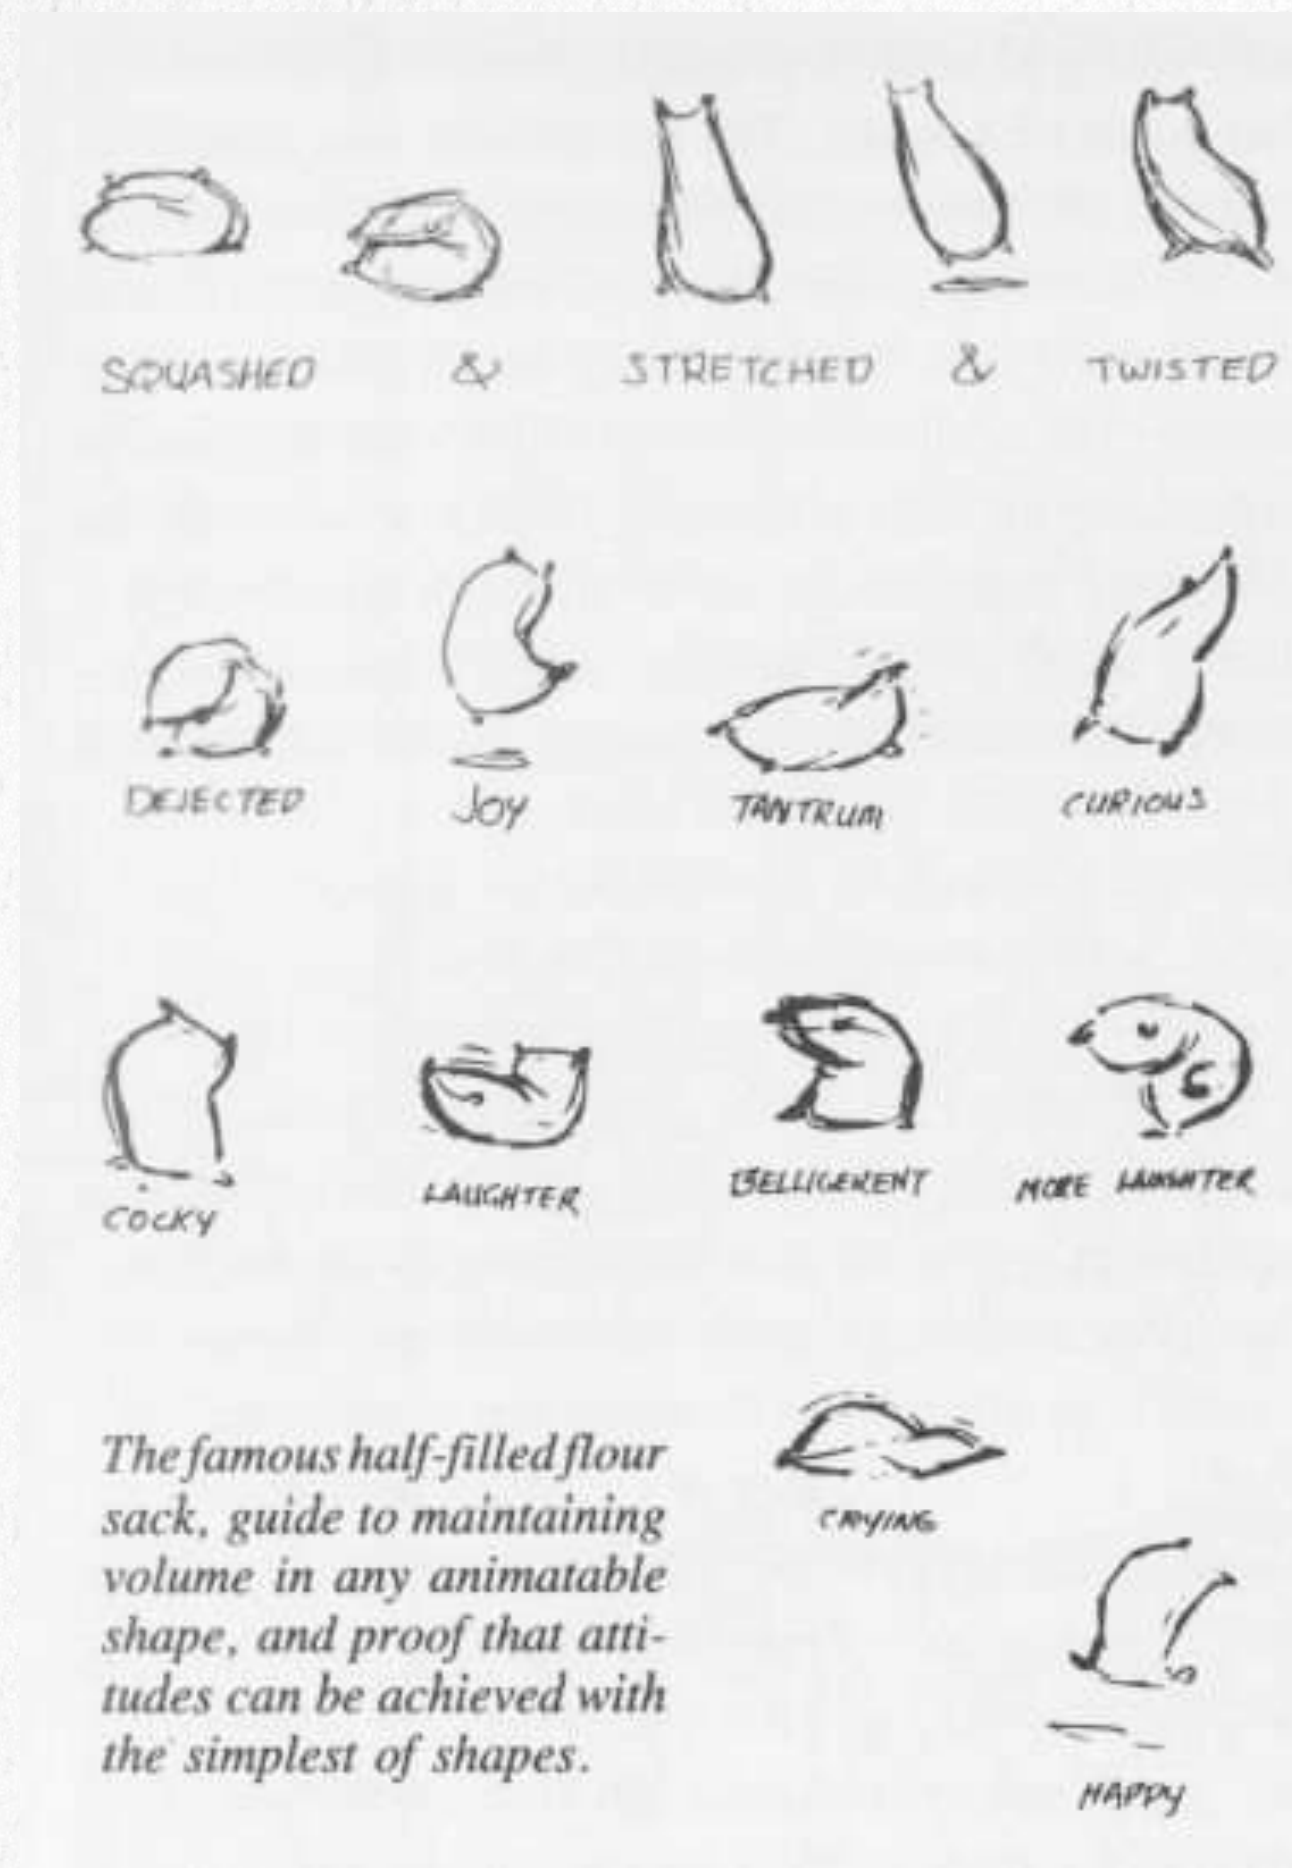 SQUASHED & STRETCHED & TWISTED
DEJECTED JOY TANTRUM CURIOUS
COCKY LAUGHTER BELLIGERENT MORE LAUGHTER
The famous half-filled flour
sack, guide to maintaining
volume in any animatable
shape, and proof that atti-
tudes can be achieved with
the simplest of shapes.
CRYING
HAPPY